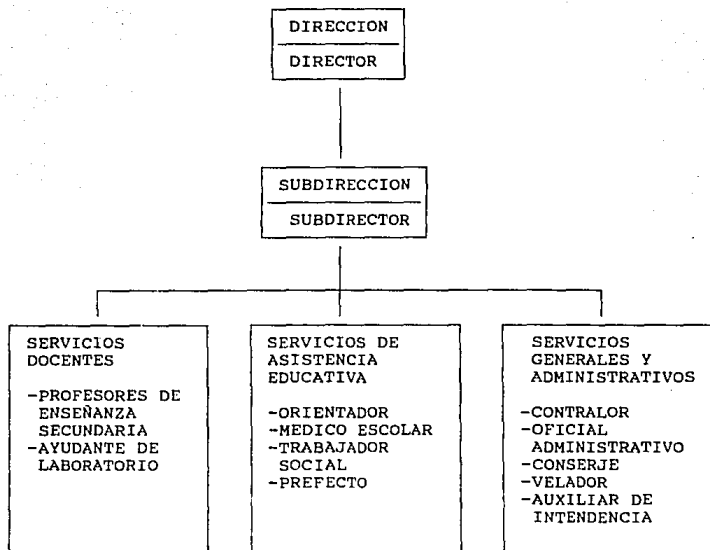 DIRECCION
DIRECTOR
SUBDIRECCION
SUBDIRECTOR
SERVICIOS
DOCENTES
-PROFESORES DE
ENSEÑANZA
SECUNDARIA
-AYUDANTE DE
LABORATORIO
SERVICIOS DE
ASISTENCIA
EDUCATIVA
-ORIENTADOR
-MEDICO ESCOLAR
-TRABAJADOR
SOCIAL
-PREFECTO
SERVICIOS
GENERALES Y
ADMINISTRATIVOS
-CONTRALOR
-OFICIAL
ADMINISTRATIVO
-CONSERJE
-VELADOR
-AUXILIAR DE
INTENDENCIA